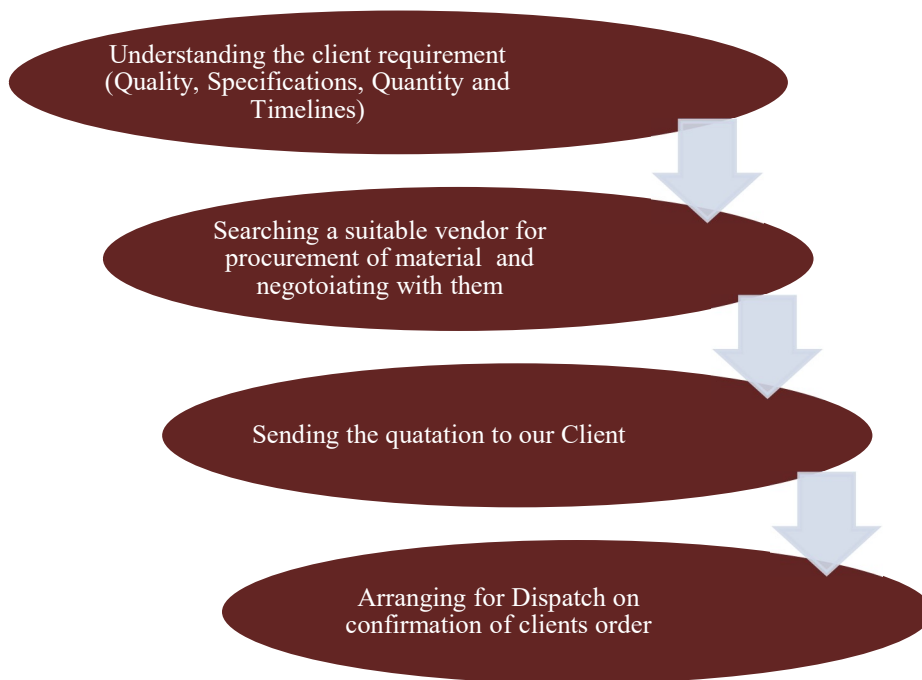 Understanding the client requirement
(Quality, Specifications, Quantity and
Timelines)
Searching a suitable vendor for
procurement of material  and
negotoiating with them
Sending the quatation to our Client
Arranging for Dispatch on
confirmation of clients order